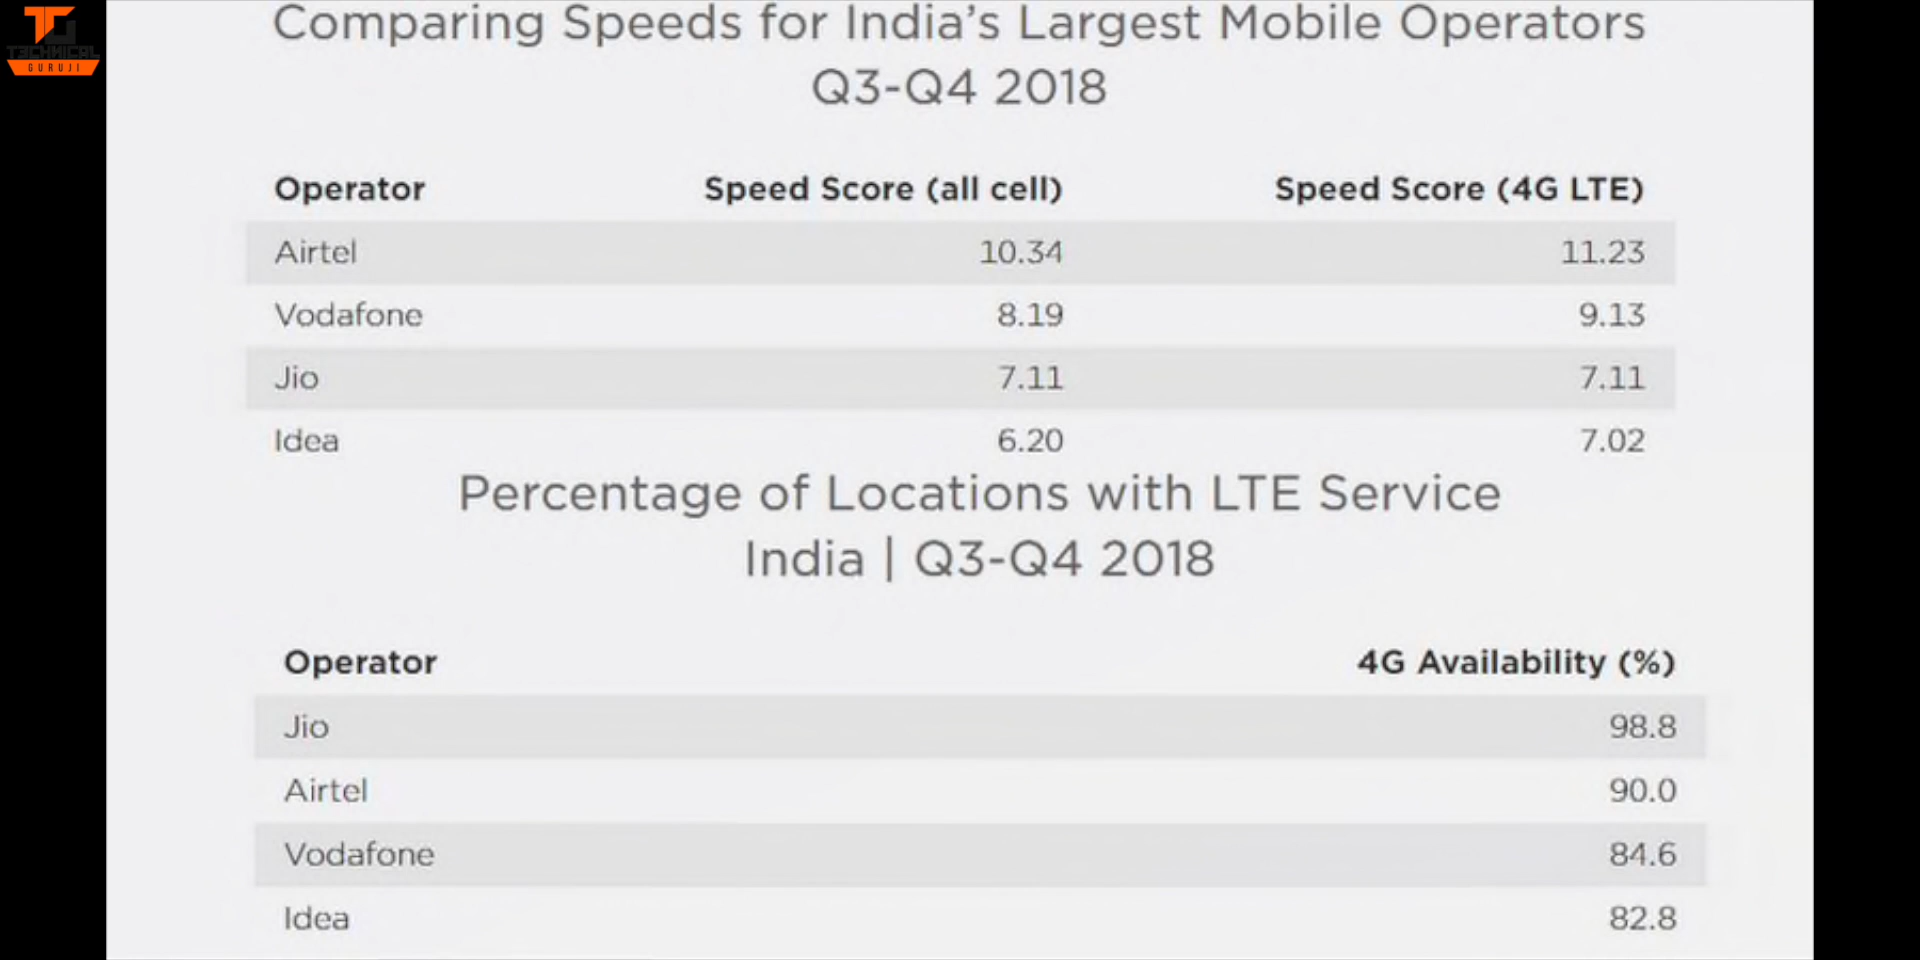 TECHNICAL
GURUJI
Comparing Speeds for India's Largest Mobile Operators
Q3-Q4 2018
Operator Speed Score (all cell) Speed Score (4G LTE)
Airtel 10.34 11.23
Vodafone 8.19 9.13
Jio 7.11 7.11
Idea 6.20 7.02
Percentage of Locations with LTE Service
India | Q3-Q4 2018
Operator 4G Availability (%)
Jio 98.8
Airtel 90.0
Vodafone 84.6
Idea 82.8